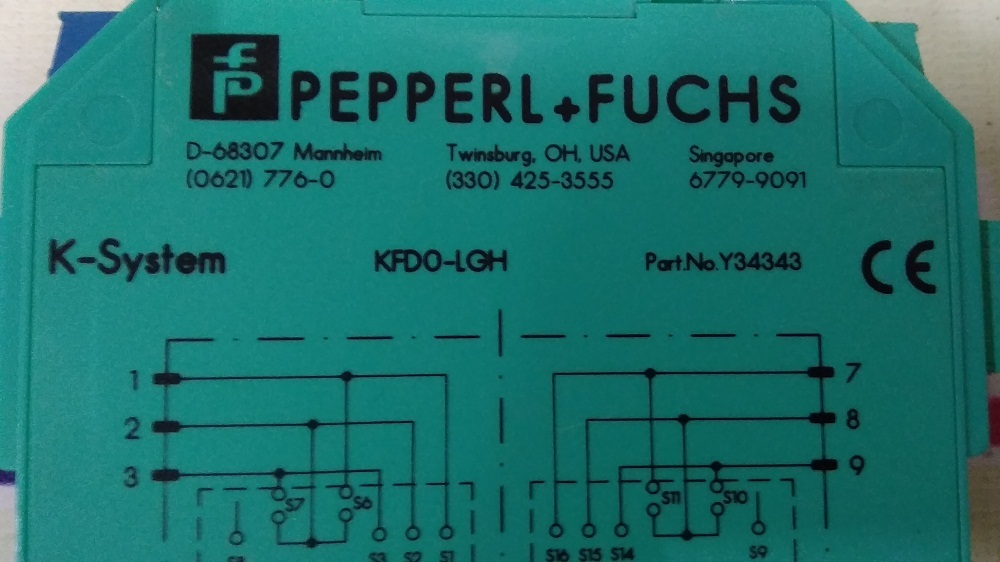 PEPPERL+FUCHS
D-68307 Mannheim Twinsburg, OH, USA Singapore
(0621) 776-0 (330) 425-3555 6779-9091
K-System KFD0-LGH Part.No.Y34343 CE
1 7
2 8
3 9
S7 S6 S11 S10
S3 S2 S1 S16 S15 S14 S9